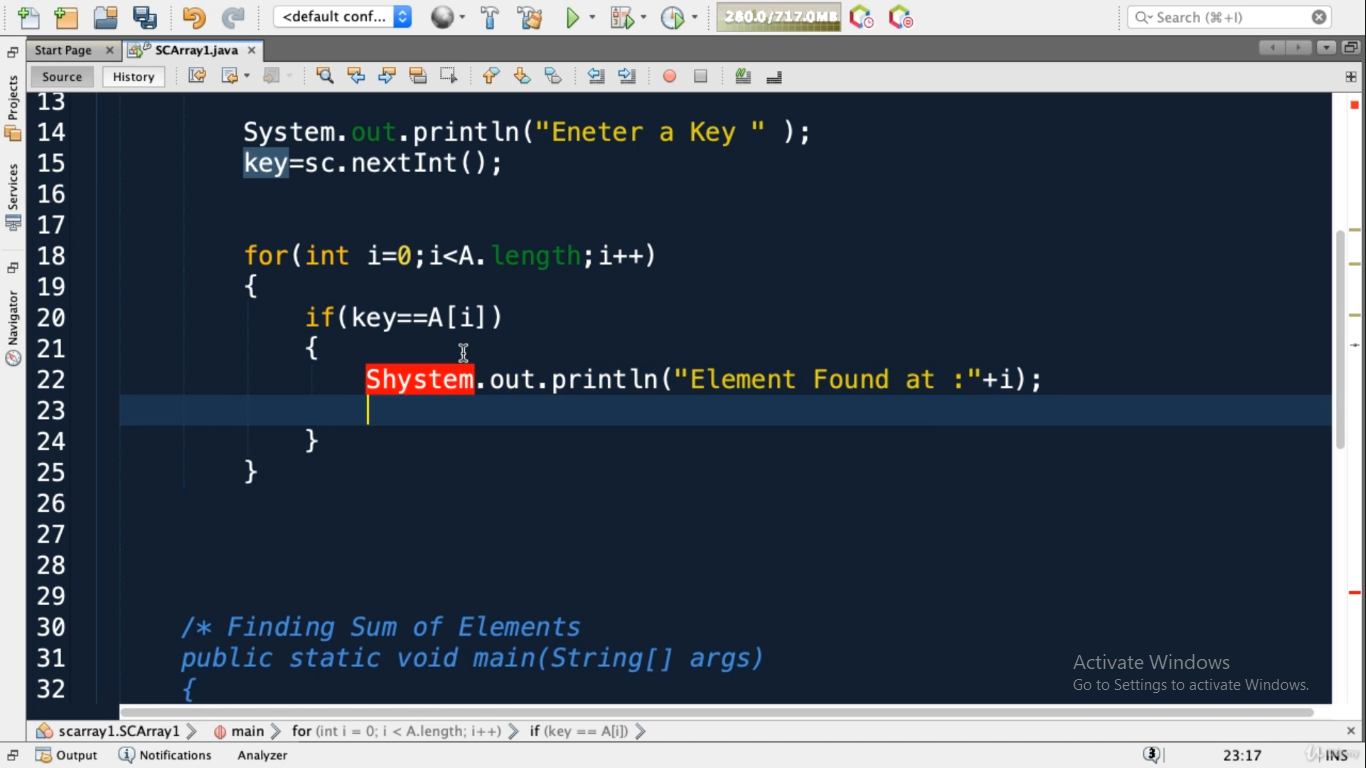 <default conf...
280.0/717.0MB
Search (⌘+I)
Start Page
SCArray1.java
Source
History
Projects
Services
Navigator
13
14 System.out.println("Eneter a Key " );
15 key=sc.nextInt();
16
17
18 for(int i=0;i<A.length;i++)
19 {
20 if(key==A[i])
21 {
22 Shystem.out.println("Element Found at :"+i);
23
24 }
25 }
26
27
28
29
30 /* Finding Sum of Elements
31 public static void main(String[] args)
32 {
Activate Windows
Go to Settings to activate Windows.
scarray1.SCArray1
main
for (int i = 0; i < A.length; i++)
if (key == A[i])
Output
Notifications
Analyzer
3
23:17
INS